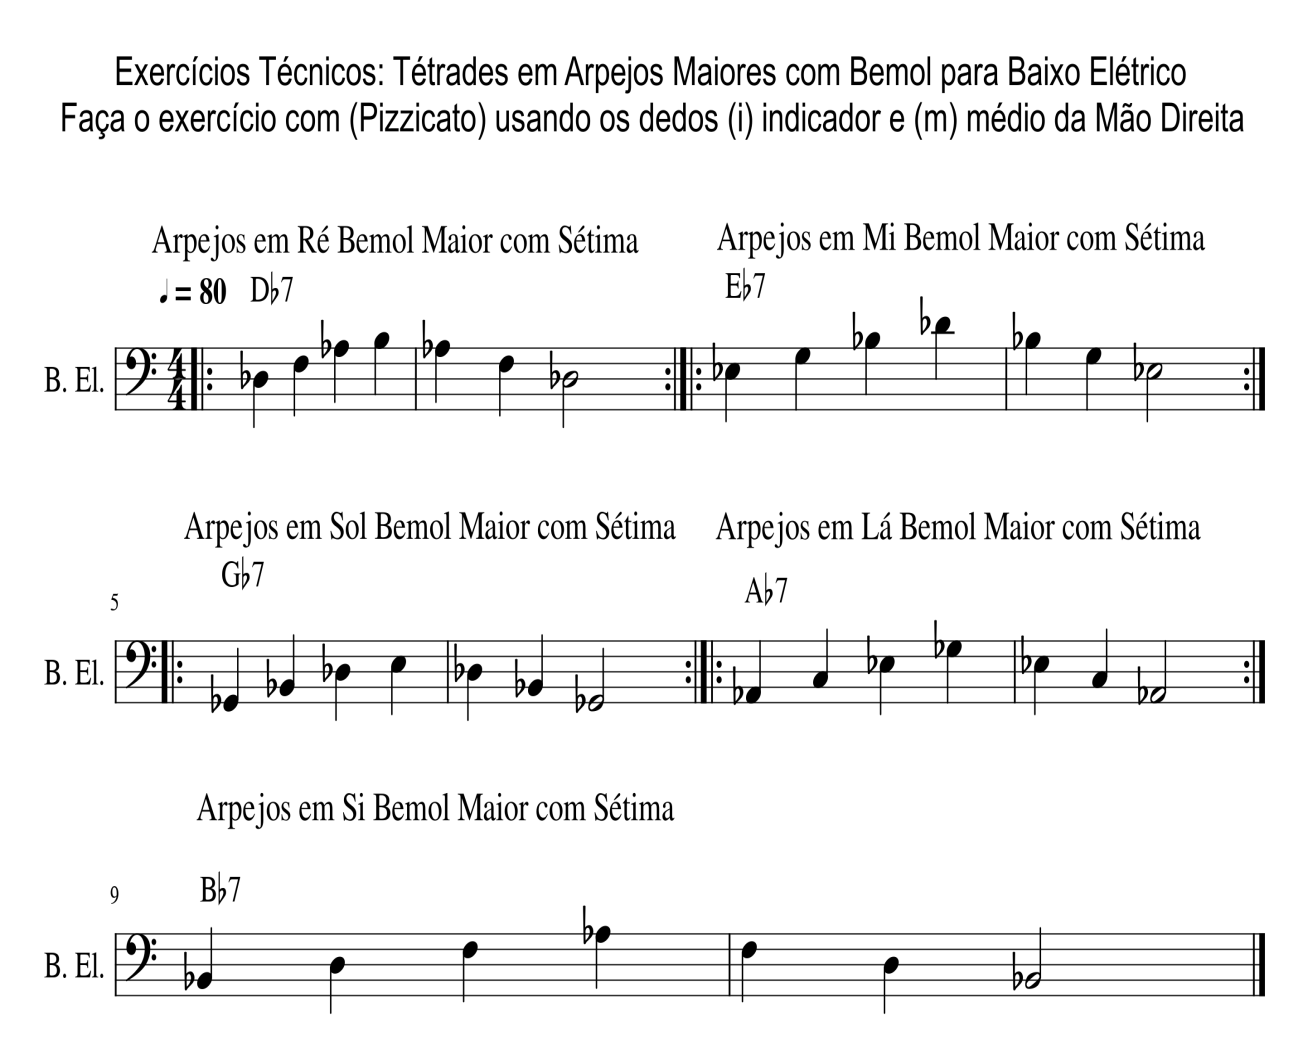 Exercícios Técnicos: Tétrades em Arpejos Maiores com Bemol para Baixo Elétrico
Faça o exercício com (Pizzicato) usando os dedos (i) indicador e (m) médio da Mão Direita
Arpejos em Ré Bemol Maior com Sétima
Arpejos em Mi Bemol Maior com Sétima
♩ = 80
D♭7
E♭7
B. El.
4
4
Arpejos em Sol Bemol Maior com Sétima
Arpejos em Lá Bemol Maior com Sétima
G♭7
A♭7
5
B. El.
Arpejos em Si Bemol Maior com Sétima
B♭7
9
B. El.